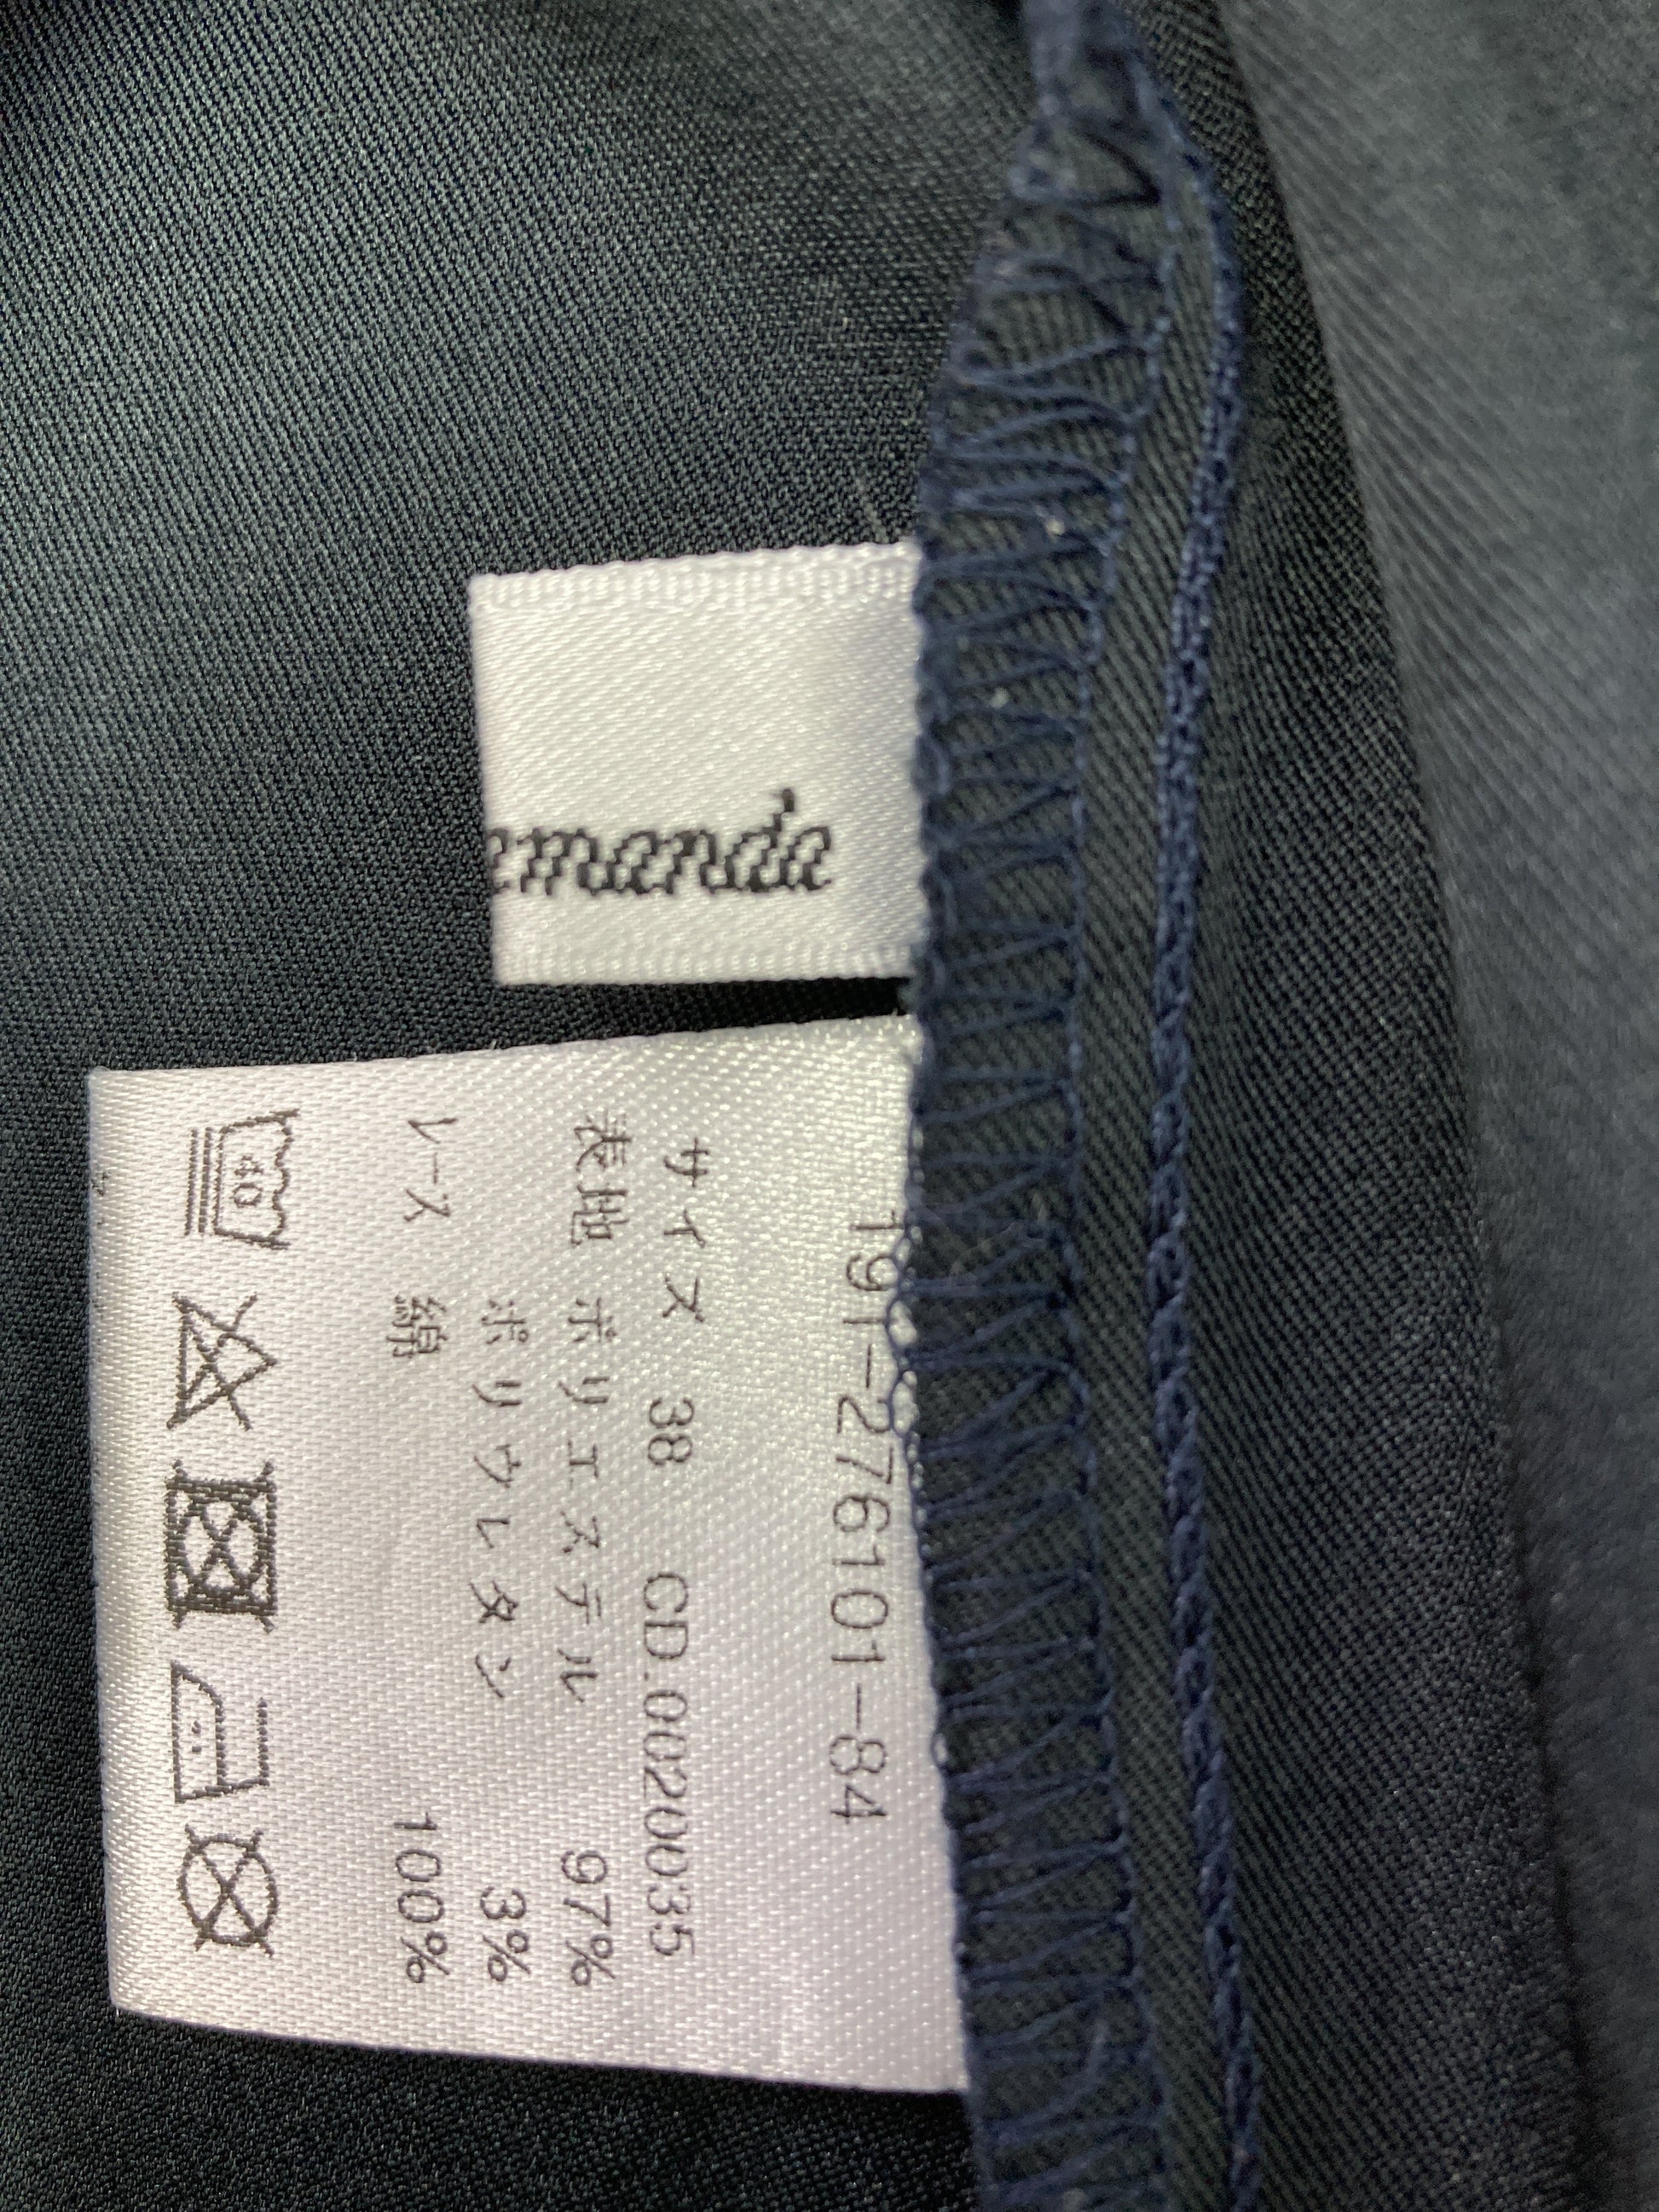 amanda
191-276101-84
サイズ 38 CD.00200035
表地 ポリエステル 97%
ポリウレタン 3%
レース 綿 100%
40